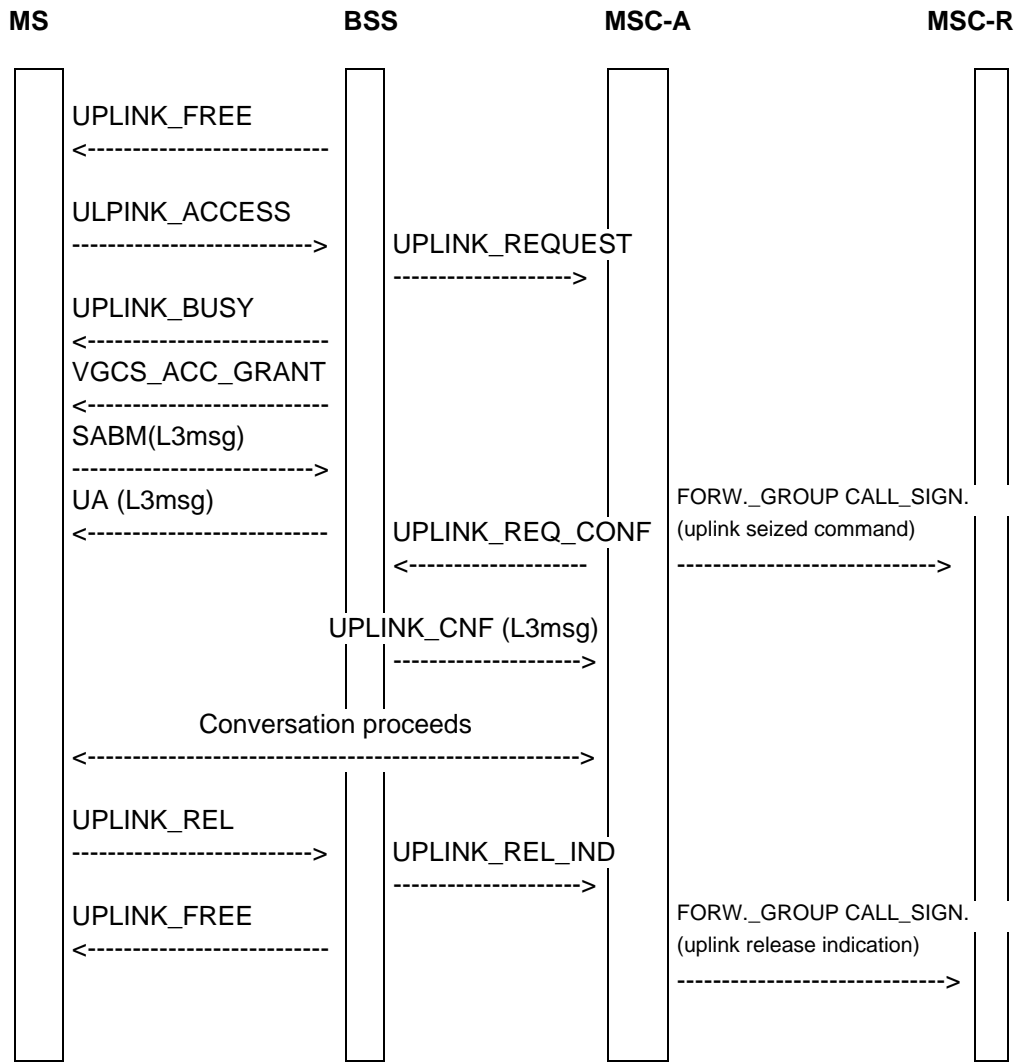 MS BSS MSC-A MSC-R
UPLINK_FREE
<---------------------------
ULPINK_ACCESS
---------------------------> UPLINK_REQUEST
-------------------->
UPLINK_BUSY
<---------------------------
VGCS_ACC_GRANT
<---------------------------
SABM(L3msg)
--------------------------->
UA (L3msg) FORW._GROUP CALL_SIGN.
<--------------------------- UPLINK_REQ_CONF (uplink seized command)
<-------------------- ----------------------------->
UPLINK_CNF (L3msg)
--------------------->
Conversation proceeds
<------------------------------------------------------->
UPLINK_REL
---------------------------> UPLINK_REL_IND
--------------------->
UPLINK_FREE FORW._GROUP CALL_SIGN.
<--------------------------- (uplink release indication)
------------------------------>